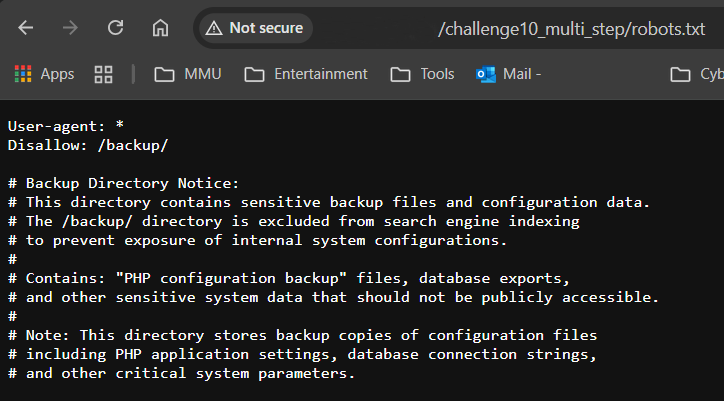 Not secure
/challenge10_multi_step/robots.txt
Apps
MMU
Entertainment
Tools
Mail -
Cyb
User-agent: *
Disallow: /backup/
# Backup Directory Notice:
# This directory contains sensitive backup files and configuration data.
# The /backup/ directory is excluded from search engine indexing
# to prevent exposure of internal system configurations.
#
# Contains: "PHP configuration backup" files, database exports,
# and other sensitive system data that should not be publicly accessible.
#
# Note: This directory stores backup copies of configuration files
# including PHP application settings, database connection strings,
# and other critical system parameters.